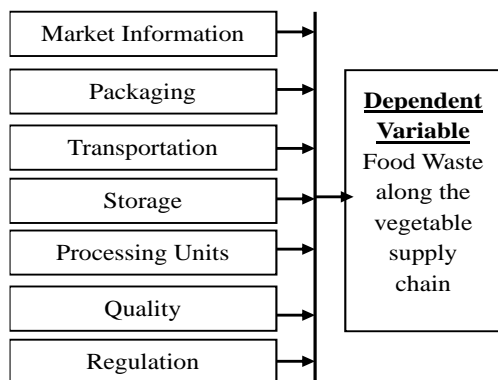 Market Information
Packaging
Transportation
Storage
Processing Units
Quality
Regulation
Dependent
Variable
Food Waste
along the
vegetable
supply
chain